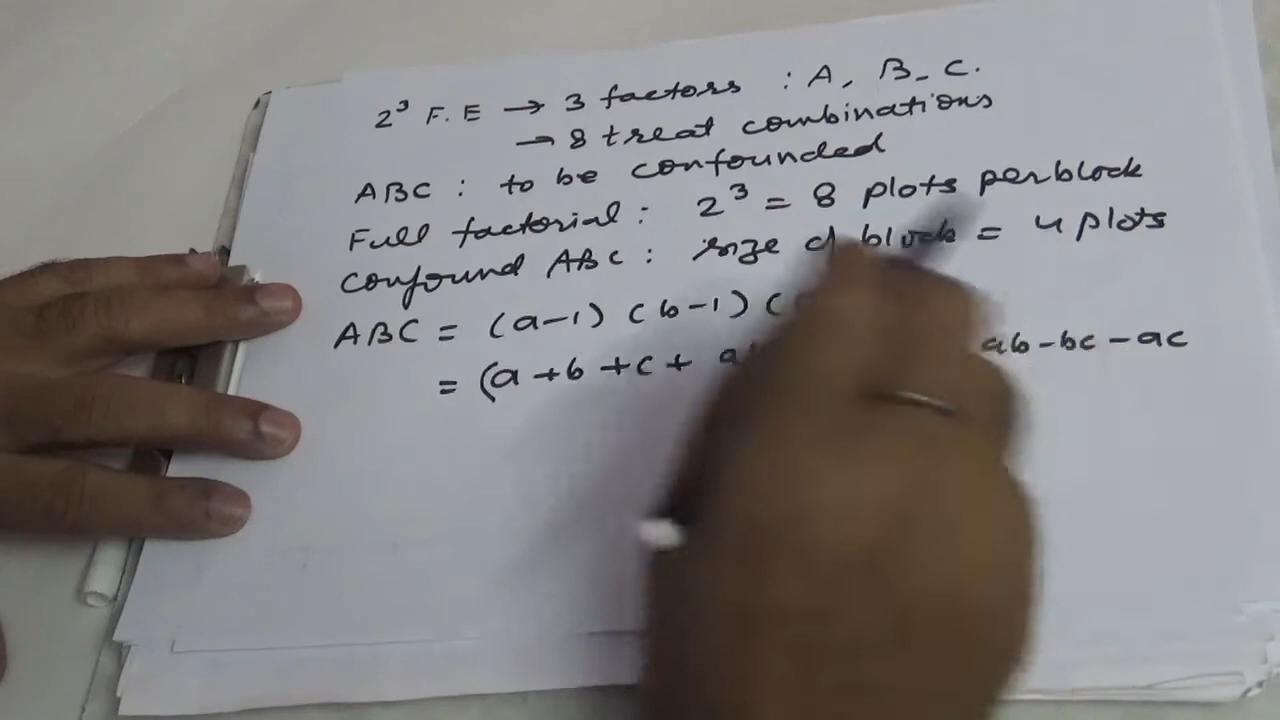 2³ F.E → 3 factors : A, B, C.
→ 8 treat combinations
ABC : to be confounded
Full factorial : 2³ = 8 plots per block
Confound ABC : size of block = 4 plots
ABC = (a-1) (b-1) (
= (a + b + c + ab - bc - ac